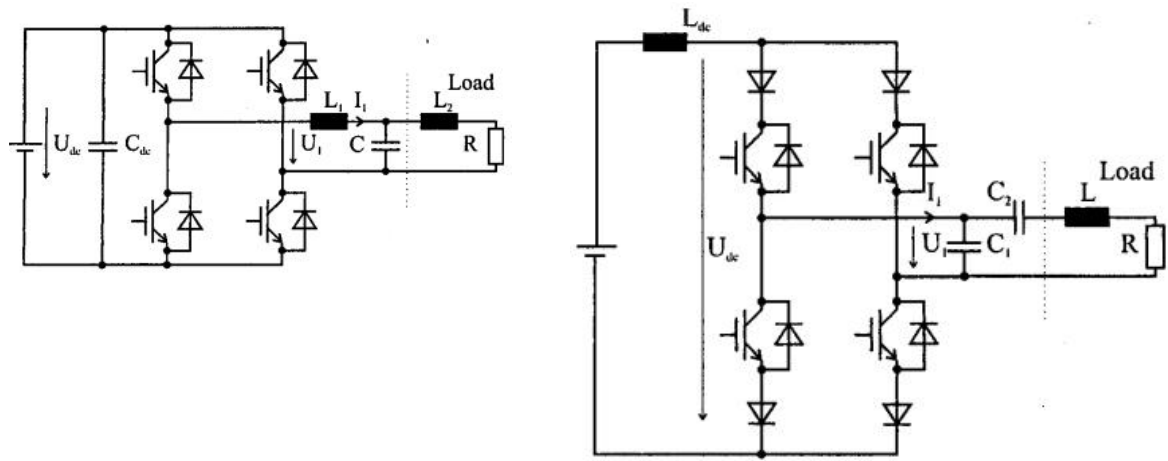 U_dc
C_dc
L_1
I_1
U_1
C
L_2
Load
R
L_dc
U_dc
I_1
U_1
C_1
C_2
L
Load
R